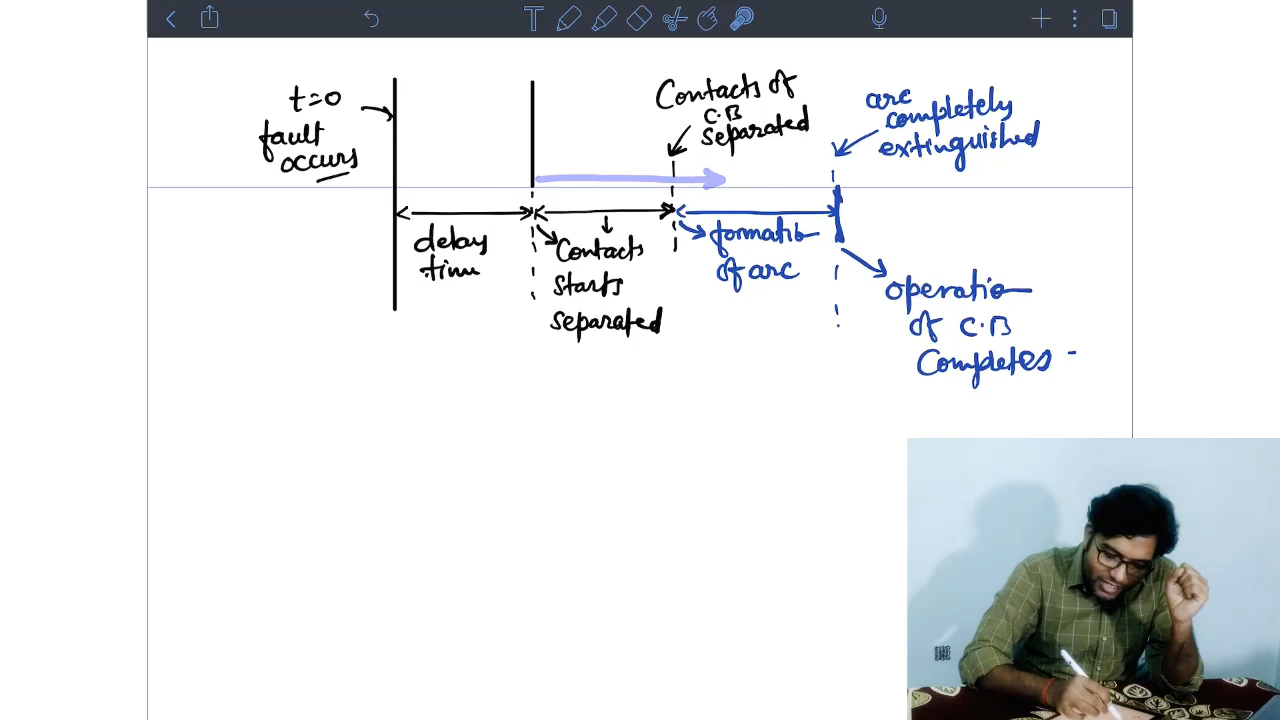 t=0
fault
occurs
Contacts of
C.B
separated
arc
completely
extinguished
delay
time
Contacts
starts
separated
formation
of arc
operation
of C.B
Completes
T